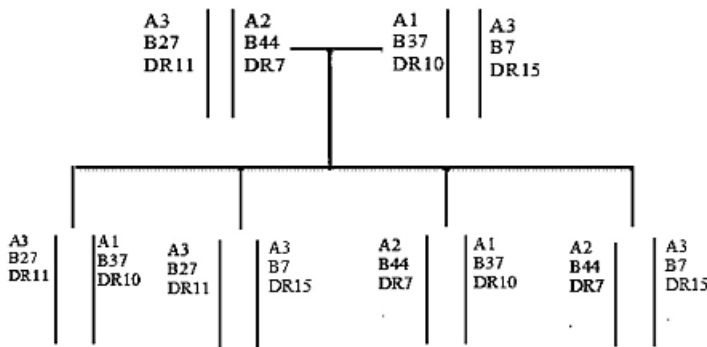 A3 A2 A1 A3
B27 B44 B37 B7
DR11 DR7 DR10 DR15
A3 A1 A3 A3 A2 A1 A2 A3
B27 B37 B27 B7 B44 B37 B44 B7
DR11 DR10 DR11 DR15 DR7 DR10 DR7 DR15